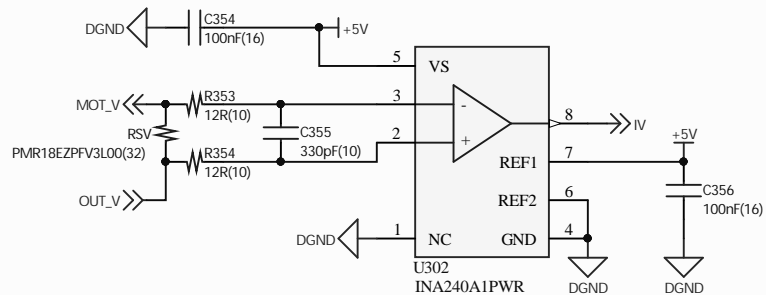 C354
DGND
100nF(16)
+5V
5
VS
MOT_V
R353
12R(10)
3
-
8
IV
RSV
C355
2
+
+5V
PMR18EZPFV3L00(32)
R354
330pF(10)
12R(10)
REF1
7
OUT_V
REF2
6
C356
100nF(16)
DGND
1
NC
GND
4
U302
INA240A1PWR
DGND
DGND